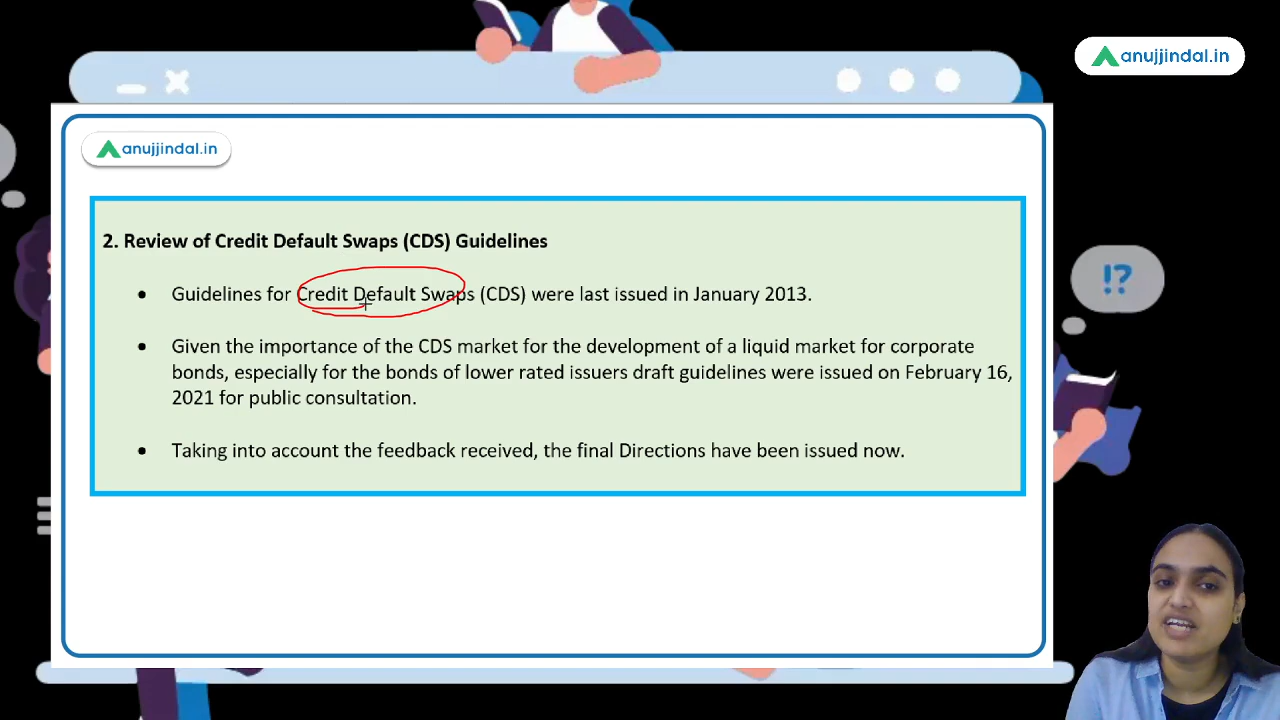 anujjindal.in
anujjindal.in
2. Review of Credit Default Swaps (CDS) Guidelines
• Guidelines for Credit Default Swaps (CDS) were last issued in January 2013.
• Given the importance of the CDS market for the development of a liquid market for corporate
bonds, especially for the bonds of lower rated issuers draft guidelines were issued on February 16,
2021 for public consultation.
• Taking into account the feedback received, the final Directions have been issued now.
!?